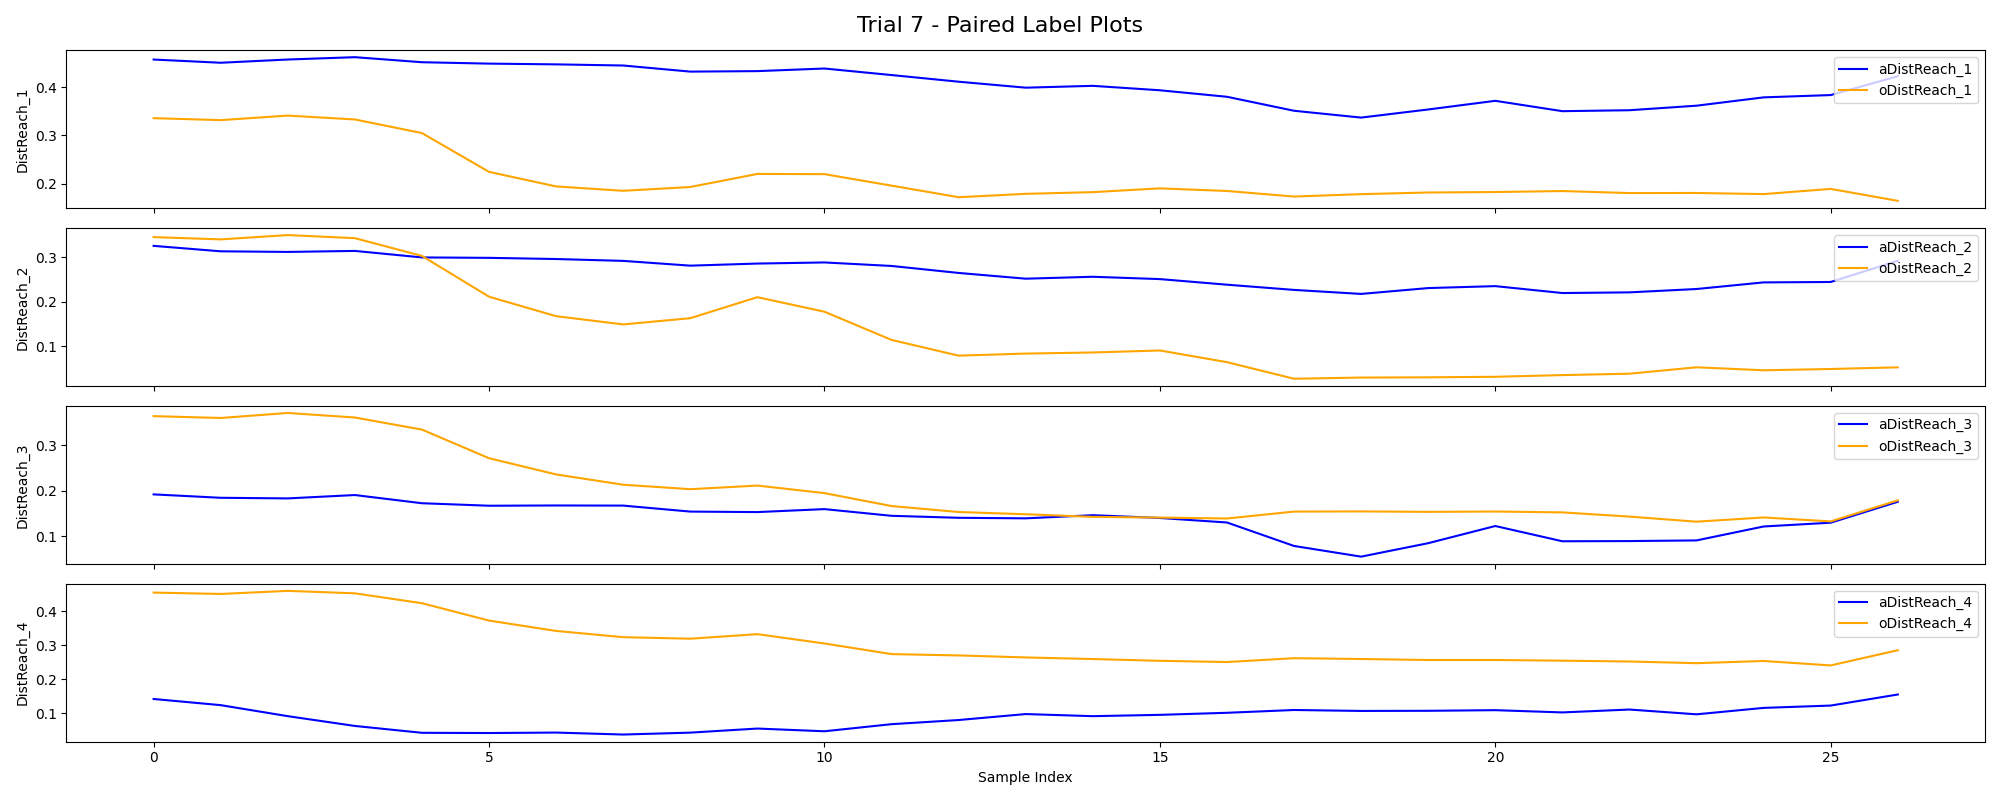 Trial 7 - Paired Label Plots
DistReach_1
0.4
0.3
0.2
aDistReach_1
oDistReach_1
DistReach_2
0.3
0.2
0.1
aDistReach_2
oDistReach_2
DistReach_3
0.3
0.2
0.1
aDistReach_3
oDistReach_3
DistReach_4
0.4
0.3
0.2
0.1
aDistReach_4
oDistReach_4
0 5 10 15 20 25
Sample Index